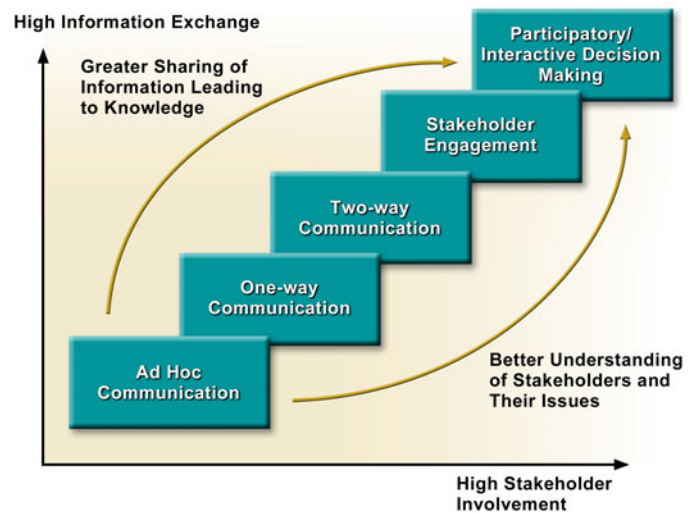 High Information Exchange
Participatory/
Interactive Decision
Making
Greater Sharing of
Information Leading
to Knowledge
Stakeholder
Engagement
Two-way
Communication
One-way
Communication
Ad Hoc
Communication
Better Understanding
of Stakeholders and
Their Issues
High Stakeholder
Involvement